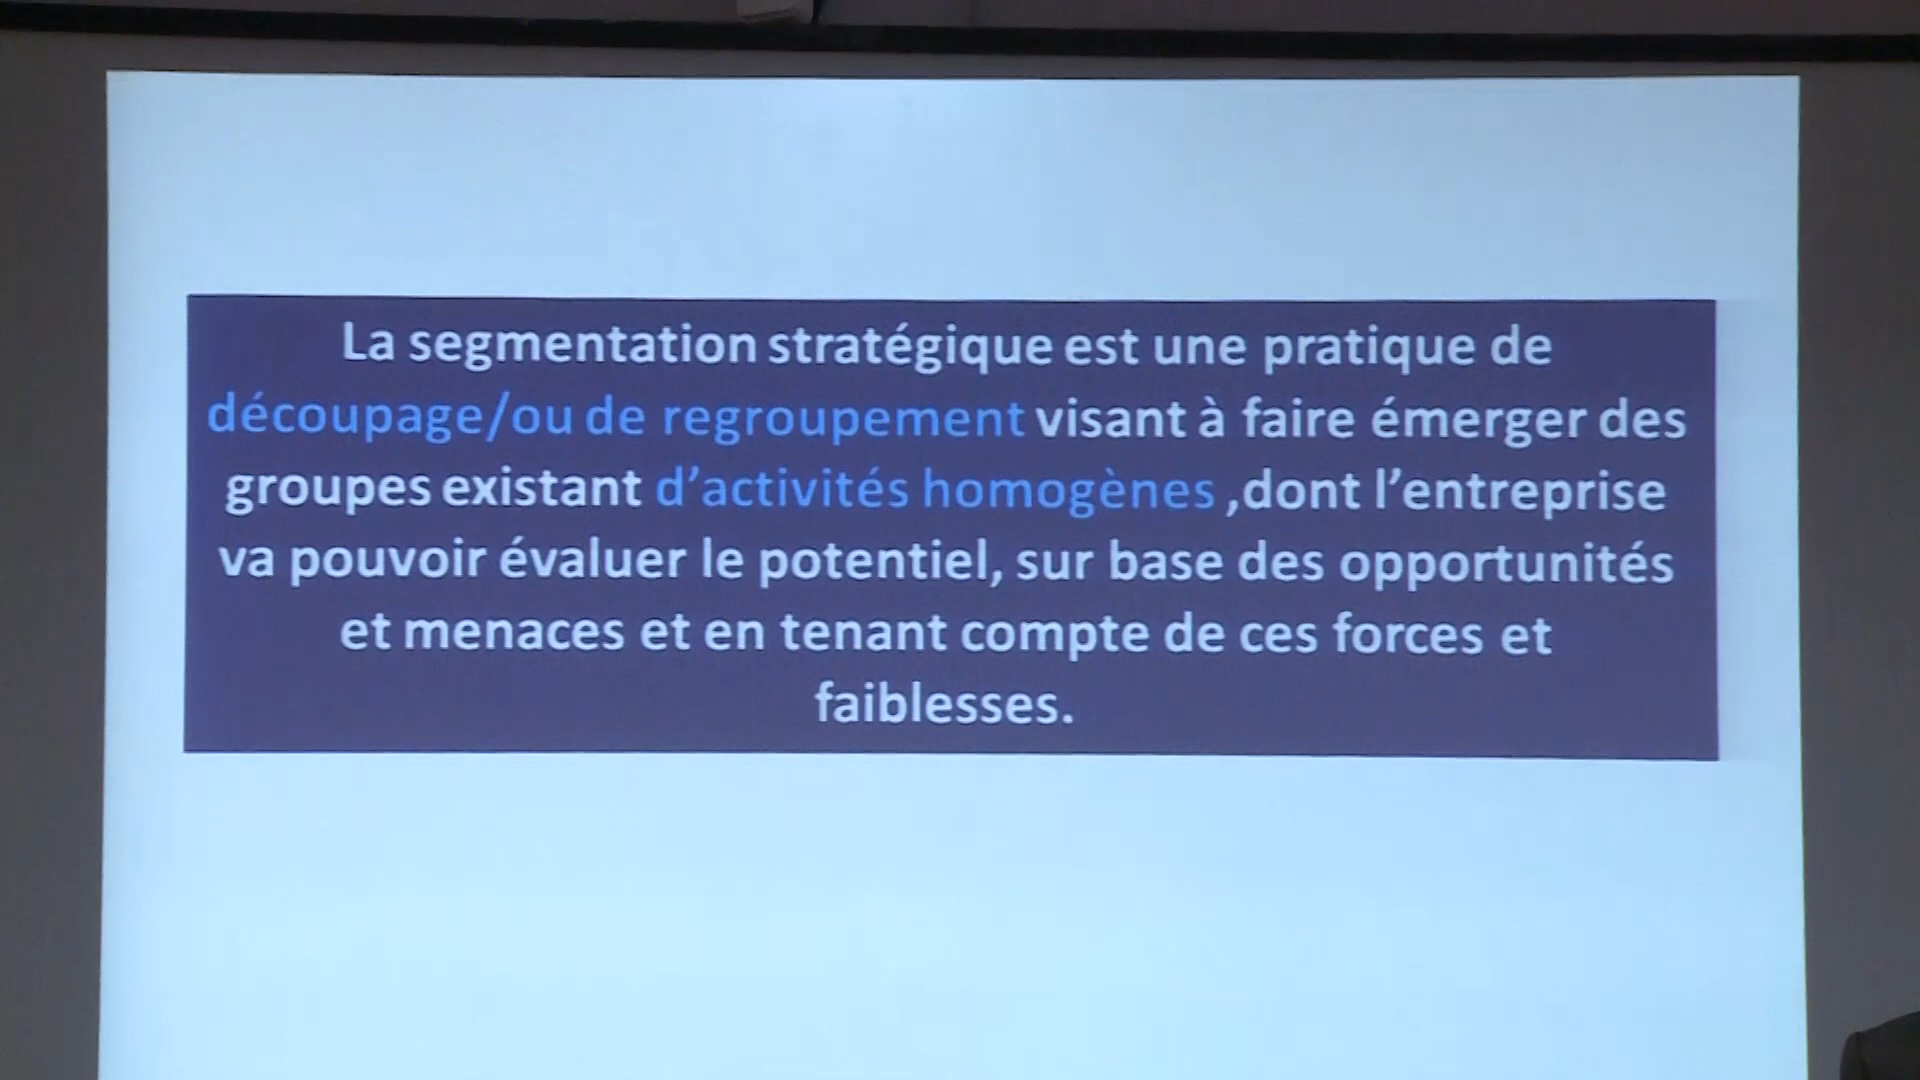 La segmentation stratégique est une pratique de
découpage/ou de regroupement visant à faire émerger des
groupes existant d’activités homogènes ,dont l’entreprise
va pouvoir évaluer le potentiel, sur base des opportunités
et menaces et en tenant compte de ces forces et
faiblesses.